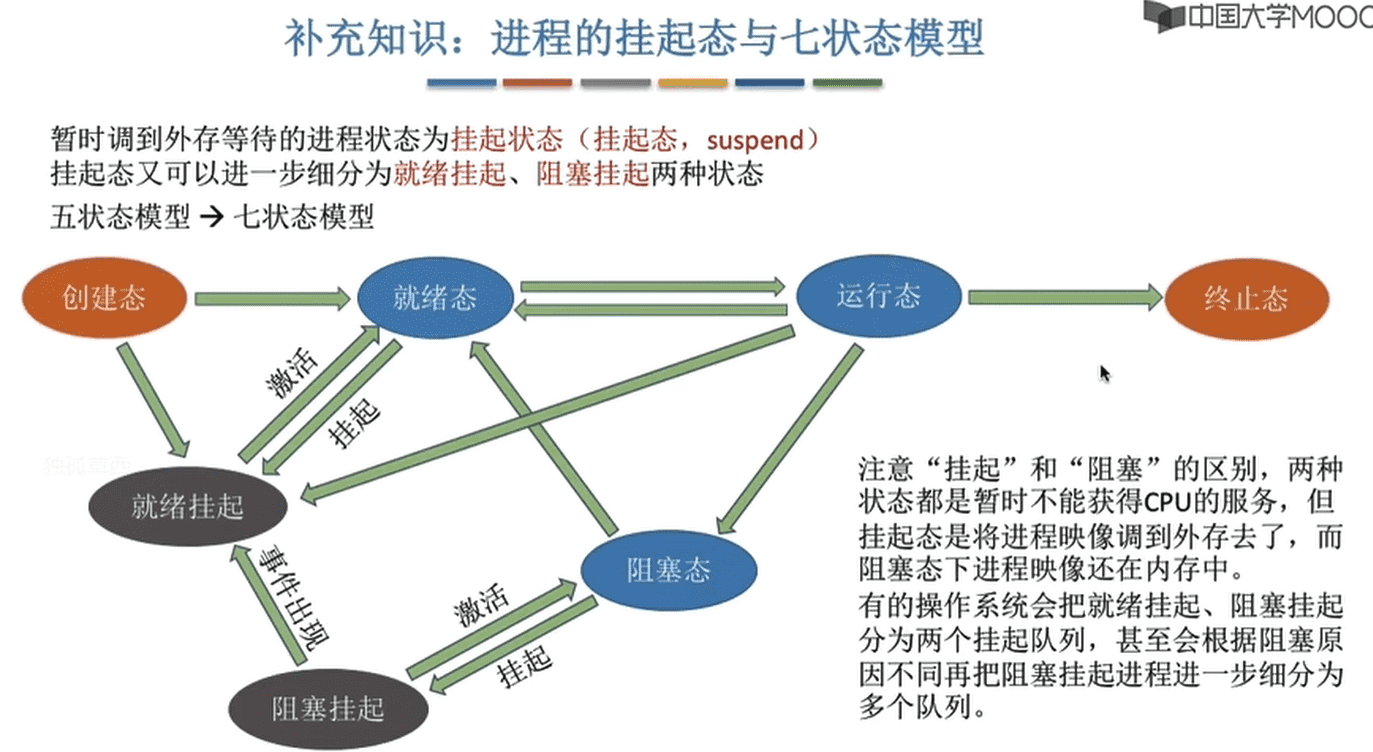 中国大学MOOC
补充知识：进程的挂起态与七状态模型
暂时调到外存等待的进程状态为挂起状态（挂起态，suspend）
挂起态又可以进一步细分为就绪挂起、阻塞挂起两种状态
五状态模型 → 七状态模型
创建态
就绪态
运行态
终止态
激活
挂起
就绪挂起
事件出现
阻塞态
激活
挂起
阻塞挂起
注意“挂起”和“阻塞”的区别，两种
状态都是暂时不能获得CPU的服务，但
挂起态是将进程映像调到外存去了，而
阻塞态下进程映像还在内存中。
有的操作系统会把就绪挂起、阻塞挂起
分为两个挂起队列，甚至会根据阻塞原
因不同再把阻塞挂起进程进一步细分为
多个队列。